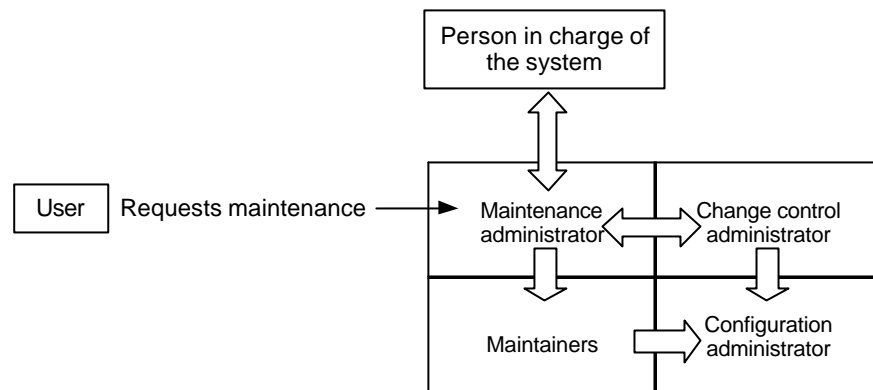 Person in charge of
the system
User
Requests maintenance
Maintenance
administrator
Change control
administrator
Maintainers
Configuration
administrator